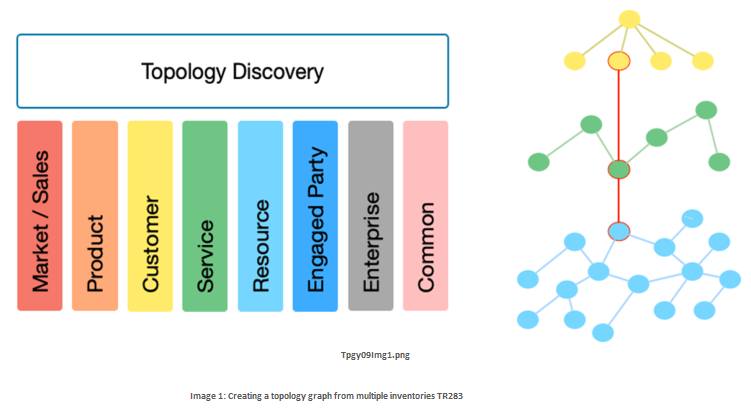 Topology Discovery
Market / Sales
Product
Customer
Service
Resource
Engaged Party
Enterprise
Common
Tpgy09Img1.png
Image 1: Creating a topology graph from multiple inventories TR283